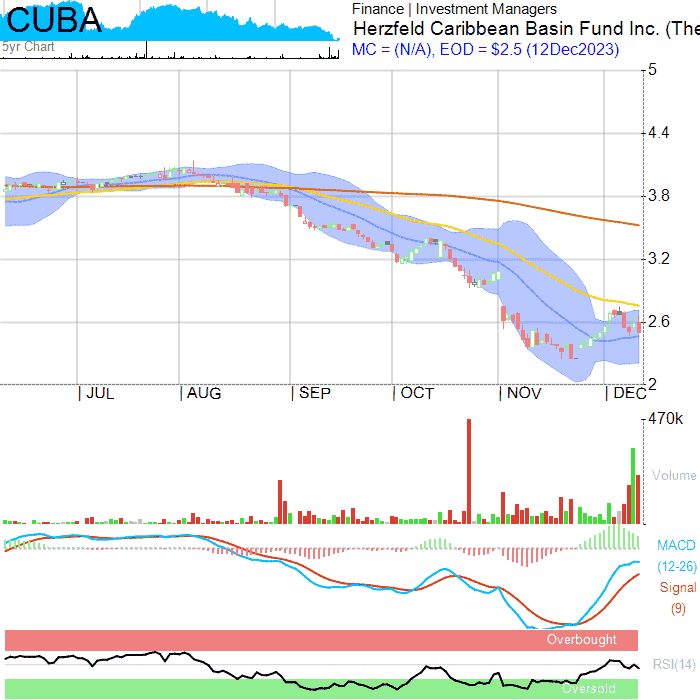 CUBA
5yr Chart
Finance | Investment Managers
Herzfeld Caribbean Basin Fund Inc. (The
MC = (N/A), EOD = $2.5 (12Dec2023)
5
4.4
3.8
3.2
2.6
2
| JUL | AUG | SEP | OCT | NOV | DEC
470k
Volume
MACD
(12-26)
Signal
(9)
Overbought
RSI(14)
Oversold